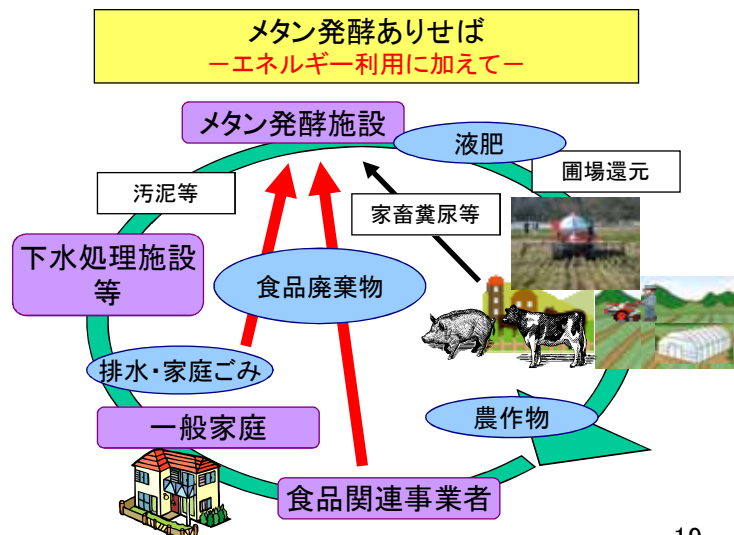 メタン発酵ありせば
－エネルギー利用に加えて－
メタン発酵施設
液肥
圃場還元
汚泥等
家畜糞尿等
下水処理施設
等
食品廃棄物
排水・家庭ごみ
農作物
一般家庭
食品関連事業者